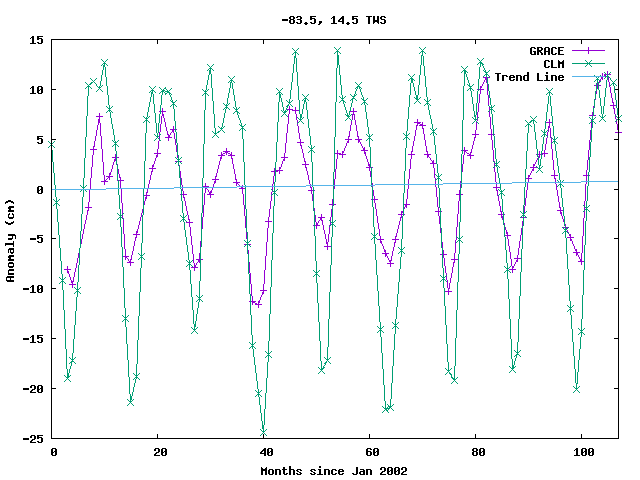 -83.5, 14.5 TWS
GRACE
CLM
Trend Line
15
10
5
0
-5
-10
-15
-20
-25
Anomaly (cm)
0 20 40 60 80 100
Months since Jan 2002